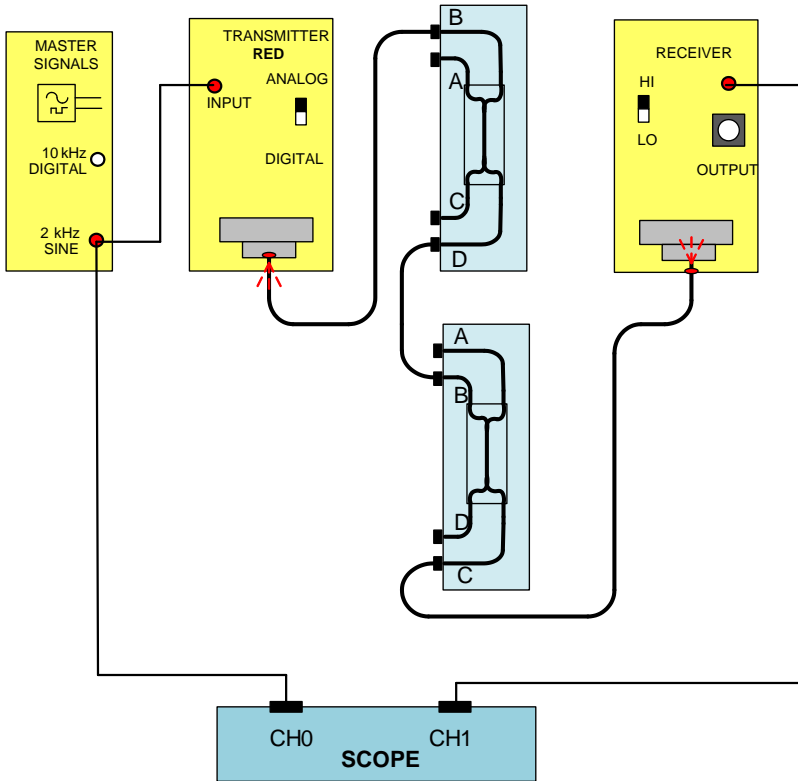 MASTER
SIGNALS
10 kHz
DIGITAL
2 kHz
SINE
TRANSMITTER
RED
ANALOG
INPUT
DIGITAL
B
A
C
D
A
B
D
C
RECEIVER
HI
LO
OUTPUT
CH0
CH1
SCOPE